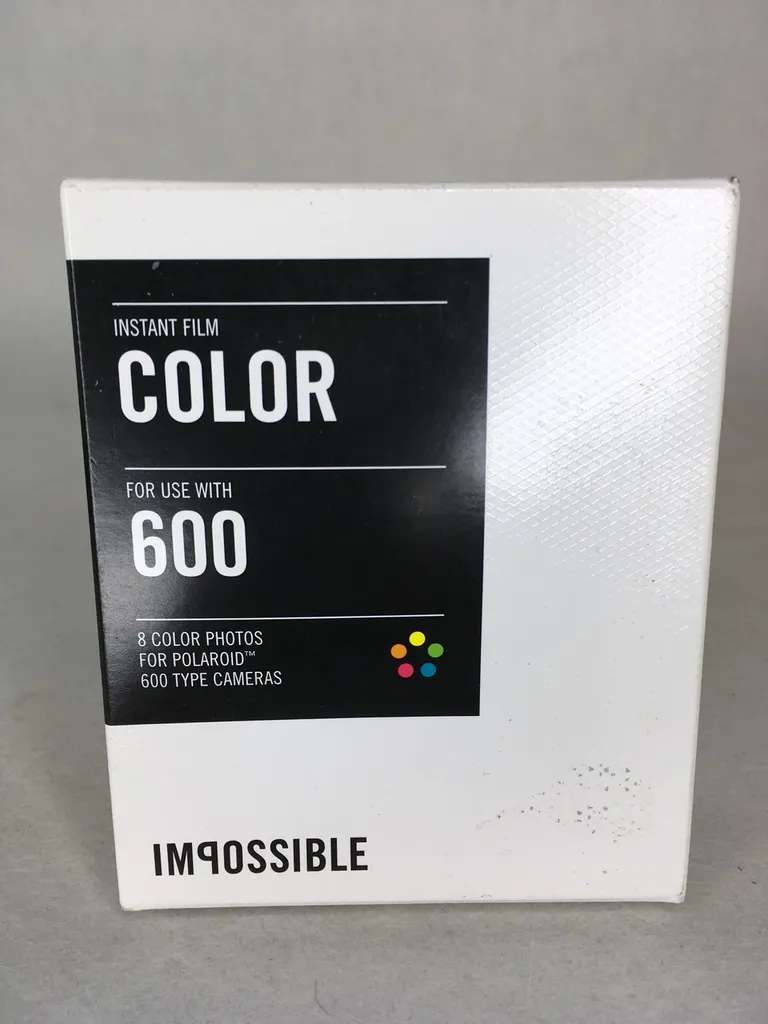 INSTANT FILM
COLOR
FOR USE WITH
600
8 COLOR PHOTOS
FOR POLAROID™
600 TYPE CAMERAS
IMPOSSIBLE